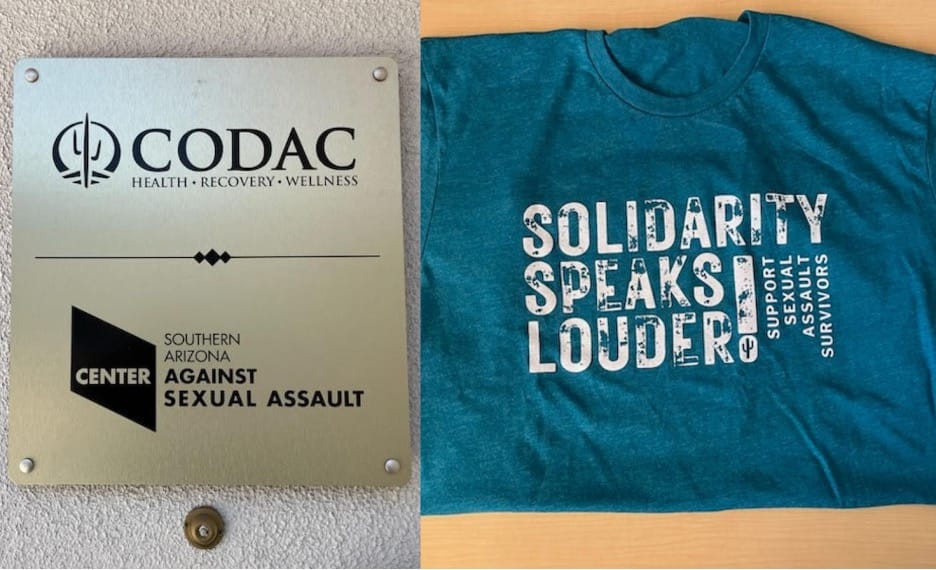 CODAC
HEALTH • RECOVERY • WELLNESS
CENTER
SOUTHERN
ARIZONA
AGAINST
SEXUAL ASSAULT
SOLIDARITY
SPEAKS
LOUDER!
SUPPORT
SEXUAL
ASSAULT
SURVIVORS